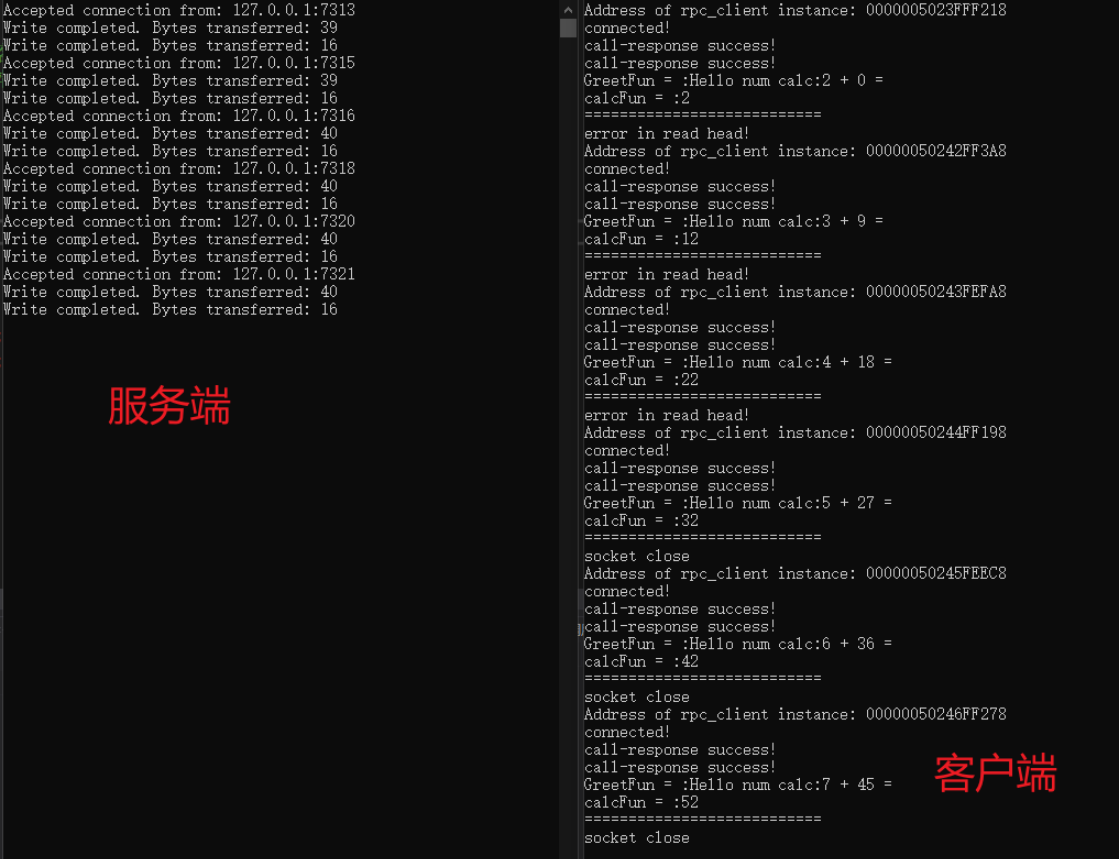 Accepted connection from: 127.0.0.1:7313
Write completed. Bytes transferred: 39
Write completed. Bytes transferred: 16
Accepted connection from: 127.0.0.1:7315
Write completed. Bytes transferred: 39
Write completed. Bytes transferred: 16
Accepted connection from: 127.0.0.1:7316
Write completed. Bytes transferred: 40
Write completed. Bytes transferred: 16
Accepted connection from: 127.0.0.1:7318
Write completed. Bytes transferred: 40
Write completed. Bytes transferred: 16
Accepted connection from: 127.0.0.1:7320
Write completed. Bytes transferred: 40
Write completed. Bytes transferred: 16
Accepted connection from: 127.0.0.1:7321
Write completed. Bytes transferred: 40
Write completed. Bytes transferred: 16
服务端
Address of rpc_client instance: 0000005023FFF218
connected!
call-response success!
call-response success!
GreetFun = :Hello num calc:2 + 0 =
calcFun = :2
===========================
error in read head!
Address of rpc_client instance: 00000050242FF3A8
connected!
call-response success!
call-response success!
GreetFun = :Hello num calc:3 + 9 =
calcFun = :12
===========================
error in read head!
Address of rpc_client instance: 00000050243FEFA8
connected!
call-response success!
call-response success!
GreetFun = :Hello num calc:4 + 18 =
calcFun = :22
===========================
error in read head!
Address of rpc_client instance: 00000050244FF198
connected!
call-response success!
call-response success!
GreetFun = :Hello num calc:5 + 27 =
calcFun = :32
===========================
socket close
Address of rpc_client instance: 00000050245FEEC8
connected!
call-response success!
call-response success!
GreetFun = :Hello num calc:6 + 36 =
calcFun = :42
===========================
socket close
Address of rpc_client instance: 00000050246FF278
connected!
call-response success!
call-response success!
GreetFun = :Hello num calc:7 + 45 =
calcFun = :52
===========================
socket close
客户端